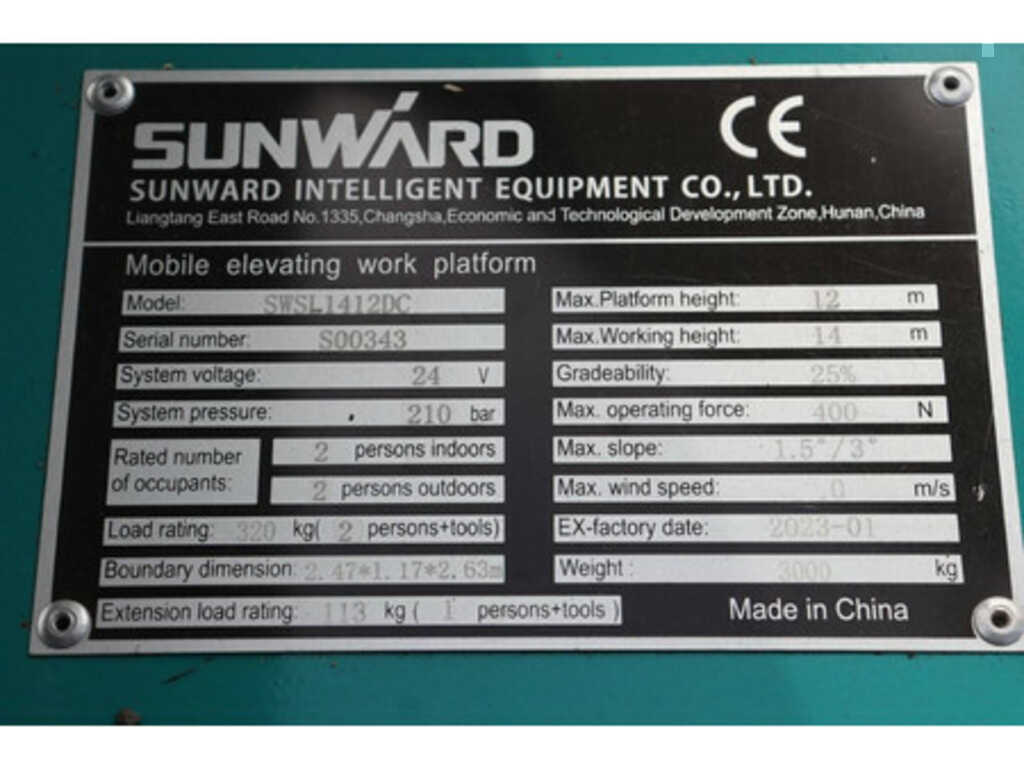 SUNWARD
CE
SUNWARD INTELLIGENT EQUIPMENT CO., LTD.
Liangtang East Road No.1335,Changsha,Economic and Technological Development Zone,Hunan,China
Mobile elevating work platform
Model: SWSL1412DC
Serial number: S00343
System voltage: 24 V
System pressure: 210 bar
Rated number of occupants:
2 persons indoors
2 persons outdoors
Load rating: 320 kg( 2 persons+tools)
Boundary dimension: 2.47*1.17*2.63m
Extension load rating: 113 kg ( 1 persons+tools )
Max.Platform height: 12 m
Max.Working height: 14 m
Gradeability: 25%
Max. operating force: 400 N
Max. slope: 1.5°/3°
Max. wind speed: m/s
EX-factory date: 2023-01
Weight : 3000 kg
Made in China